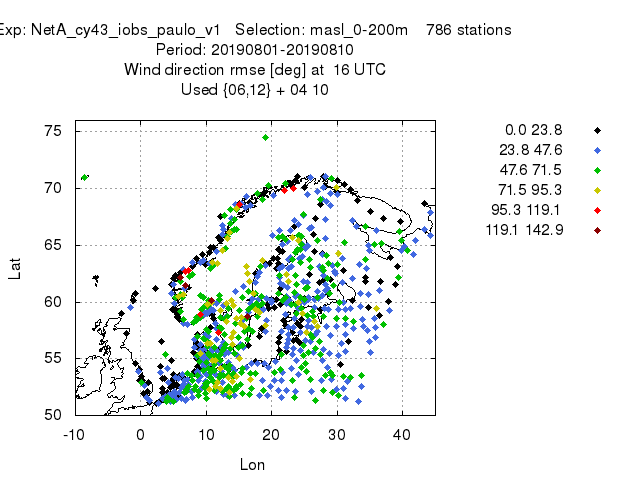 Exp: NetA_cy43_iobs_paulo_v1 Selection: masl_0-200m 786 stations
Period: 20190801-20190810
Wind direction rmse [deg] at 16 UTC
Used {06,12} + 04 10
0.0 23.8
23.8 47.6
47.6 71.5
71.5 95.3
95.3 119.1
119.1 142.9
75
70
65
60
55
50
Lat
-10 0 10 20 30 40
Lon